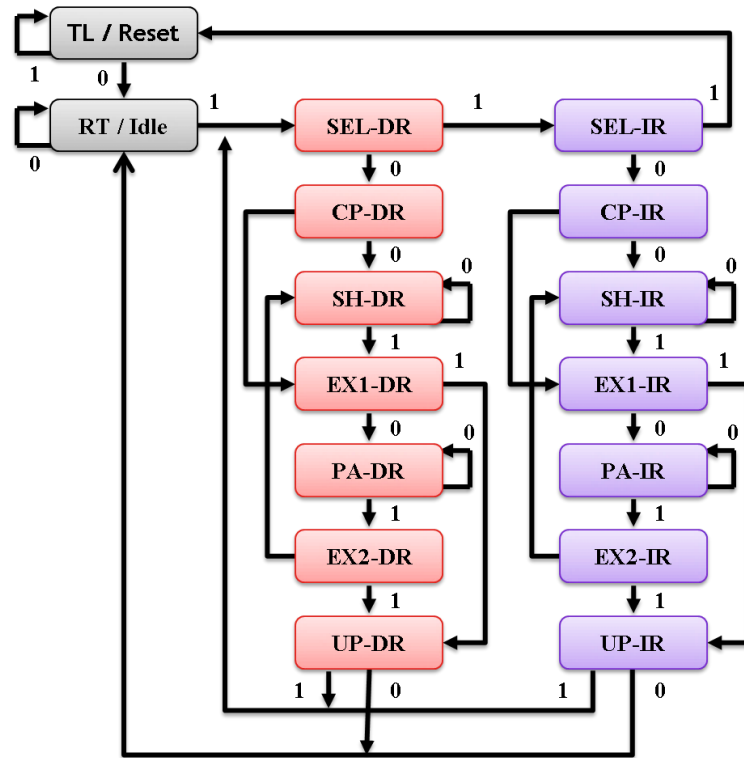 TL / Reset
1
0
RT / Idle
0
1
SEL-DR
1
SEL-IR
1
0
0
CP-DR
CP-IR
0
0
SH-DR
0
SH-IR
0
1
1
EX1-DR
1
EX1-IR
1
0
0
PA-DR
0
PA-IR
0
1
1
EX2-DR
EX2-IR
1
1
UP-DR
UP-IR
1
0
1
0